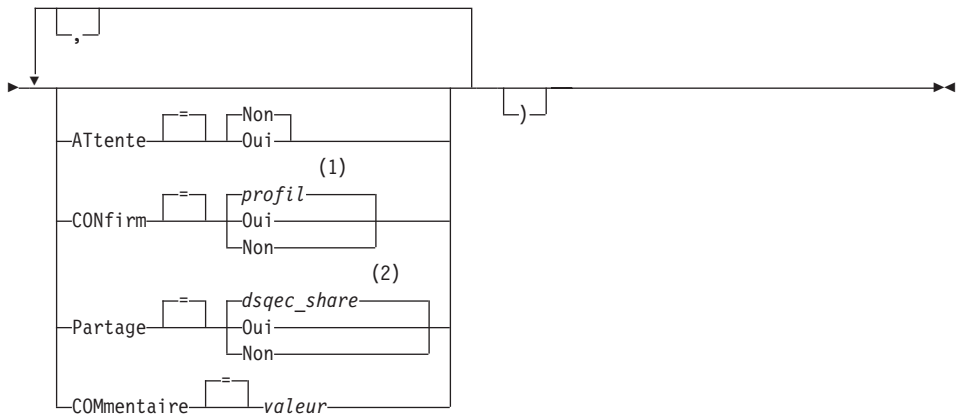 ,
)
ATtente = Non
Oui
(1)
CONfirm = profil
Oui
Non
(2)
Partage = dsqec_share
Oui
Non
COMmentaire = valeur